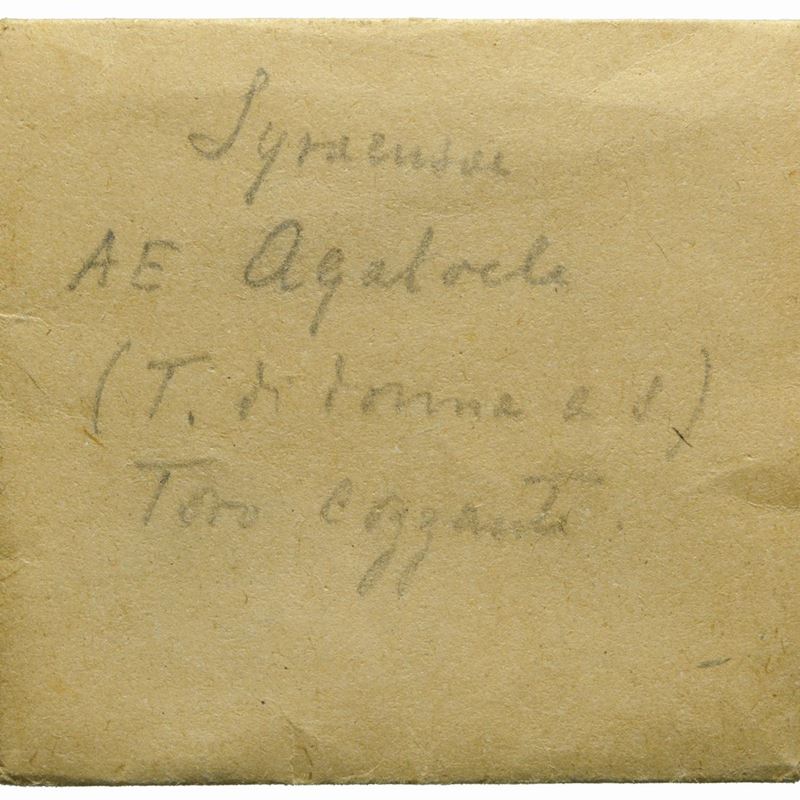 Syracusae
AE Agatocle
(T. di donna a s)
Toro cozzante.